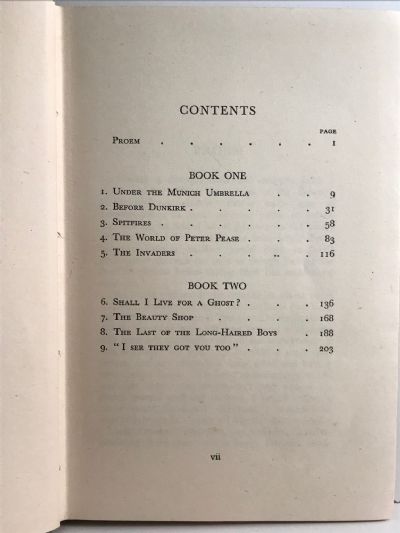 CONTENTS
PAGE
PROEM . . . . . . 1
BOOK ONE
1. UNDER THE MUNICH UMBRELLA . . 9
2. BEFORE DUNKIRK . . . . . 31
3. SPITFIRES . . . . . . 58
4. THE WORLD OF PETER PEASE . . . 83
5. THE INVADERS . . . . . 116
BOOK TWO
6. SHALL I LIVE FOR A GHOST? . . . 136
7. THE BEAUTY SHOP . . . . 168
8. THE LAST OF THE LONG-HAIRED BOYS . 188
9. “I SEE THEY GOT YOU TOO” . . . 203
vii